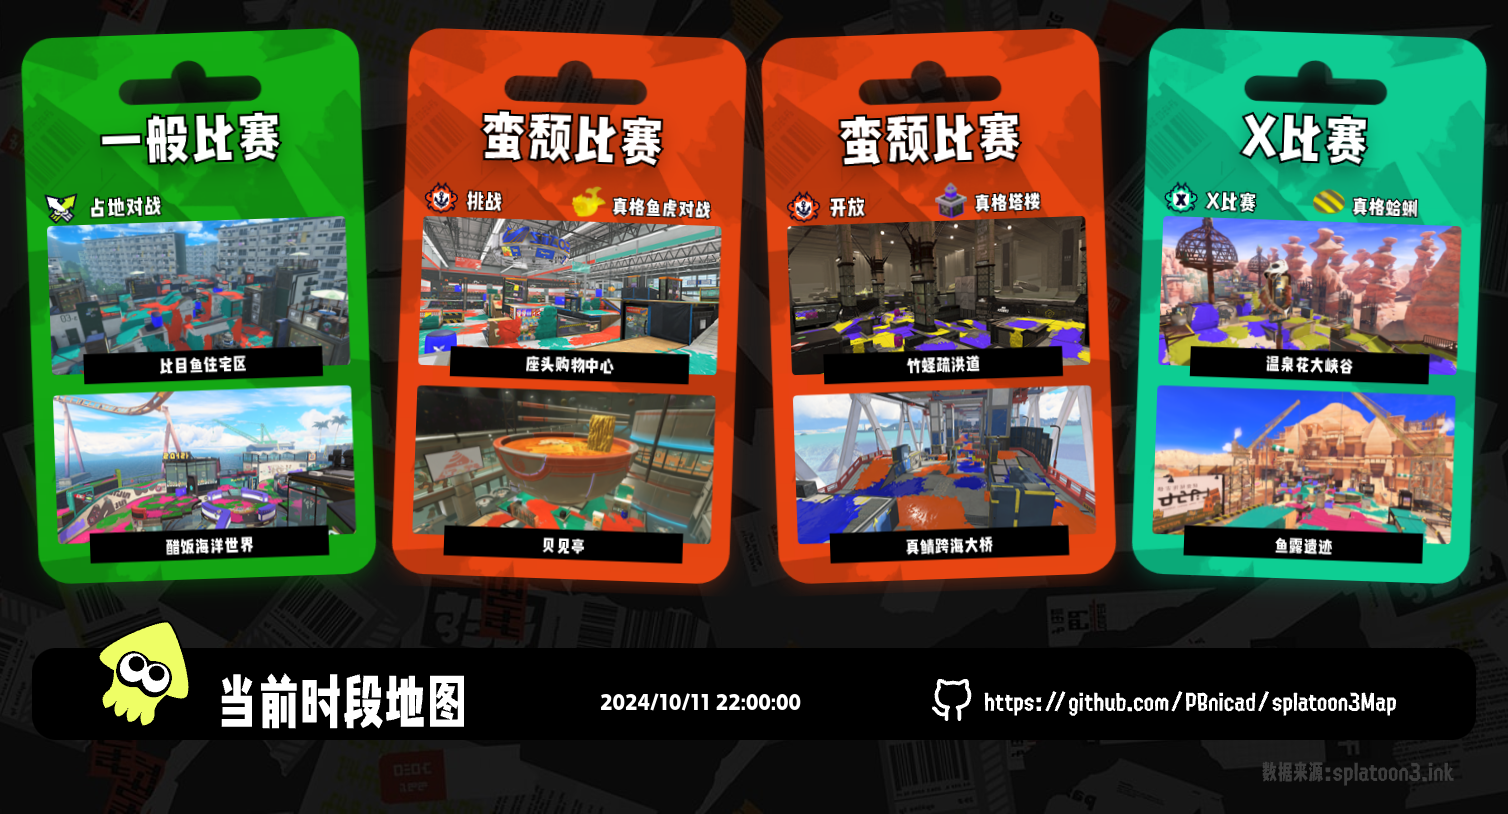 一般比赛
占地对战
比目鱼住宅区
醋饭海洋世界
蛮颓比赛
挑战
真格鱼虎对战
座头购物中心
贝见亭
蛮颓比赛
开放
真格塔楼
竹蛏疏洪道
真鲷跨海大桥
X比赛
X比赛
真格蛤蜊
温泉花大峡谷
鱼露遗迹
当前时段地图
2024/10/11 22:00:00
https://github.com/PBnicad/splatoon3Map
数据来源:splatoon3.ink